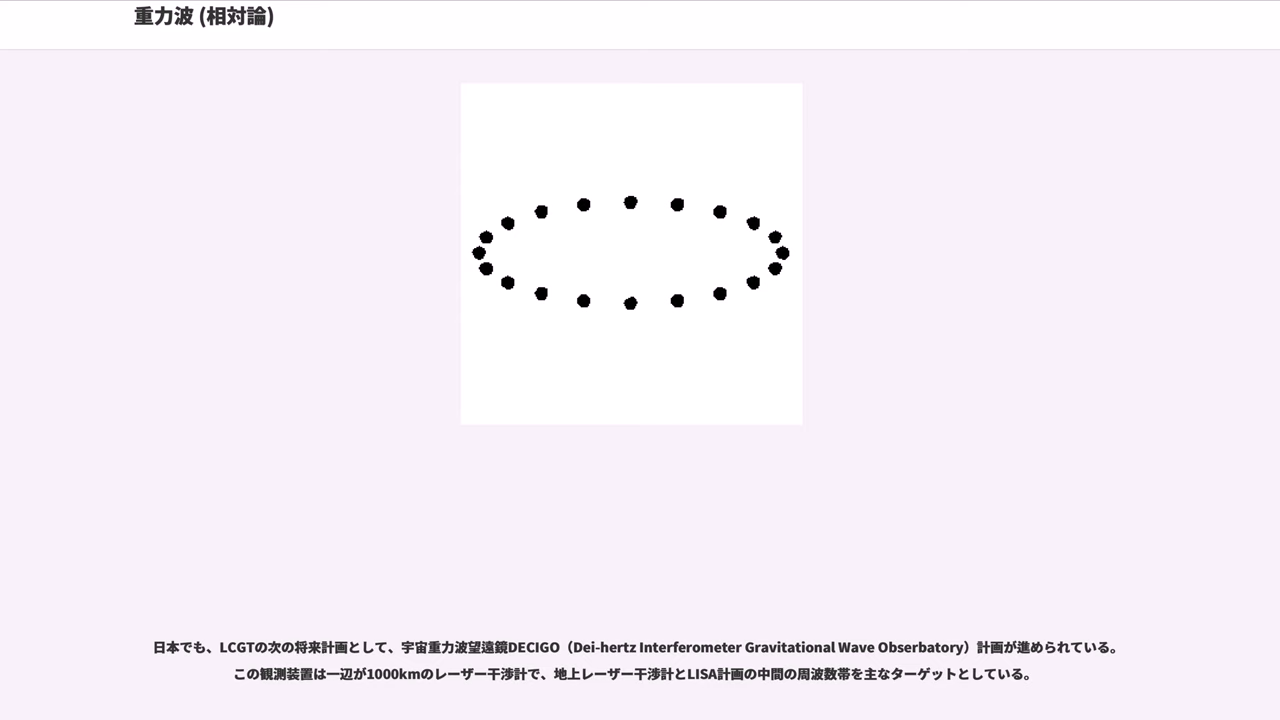 重力波 (相対論)
日本でも、LCGTの次の将来計画として、宇宙重力波望遠鏡DECIGO（Dei-hertz Interferometer Gravitational Wave Obserbatory）計画が進められている。
この観測装置は一辺が1000kmのレーザー干渉計で、地上レーザー干渉計とLISA計画の中間の周波数帯を主なターゲットとしている。